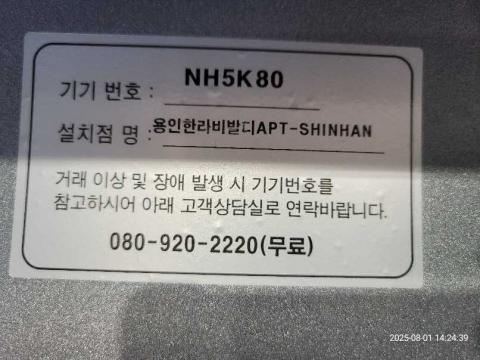 기기 번호 : NH5K80
설치점 명 : 용인한라비발디APT-SHINHAN
거래 이상 및 장애 발생 시 기기번호를
참고하시어 아래 고객상담실로 연락바랍니다.
080-920-2220(무료)
2025-08-01 14:24:39